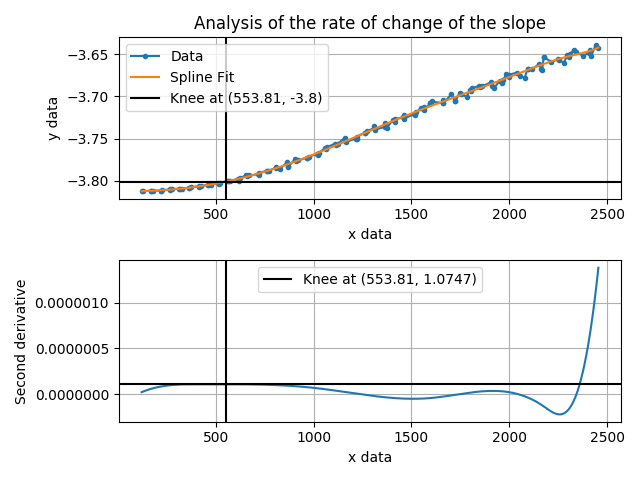 Analysis of the rate of change of the slope
Data
Spline Fit
Knee at (553.81, -3.8)
y data
−3.65
−3.70
−3.75
−3.80
500
1000
1500
2000
2500
x data
Knee at (553.81, 1.0747)
Second derivative
0.0000010
0.0000005
0.0000000
500
1000
1500
2000
2500
x data